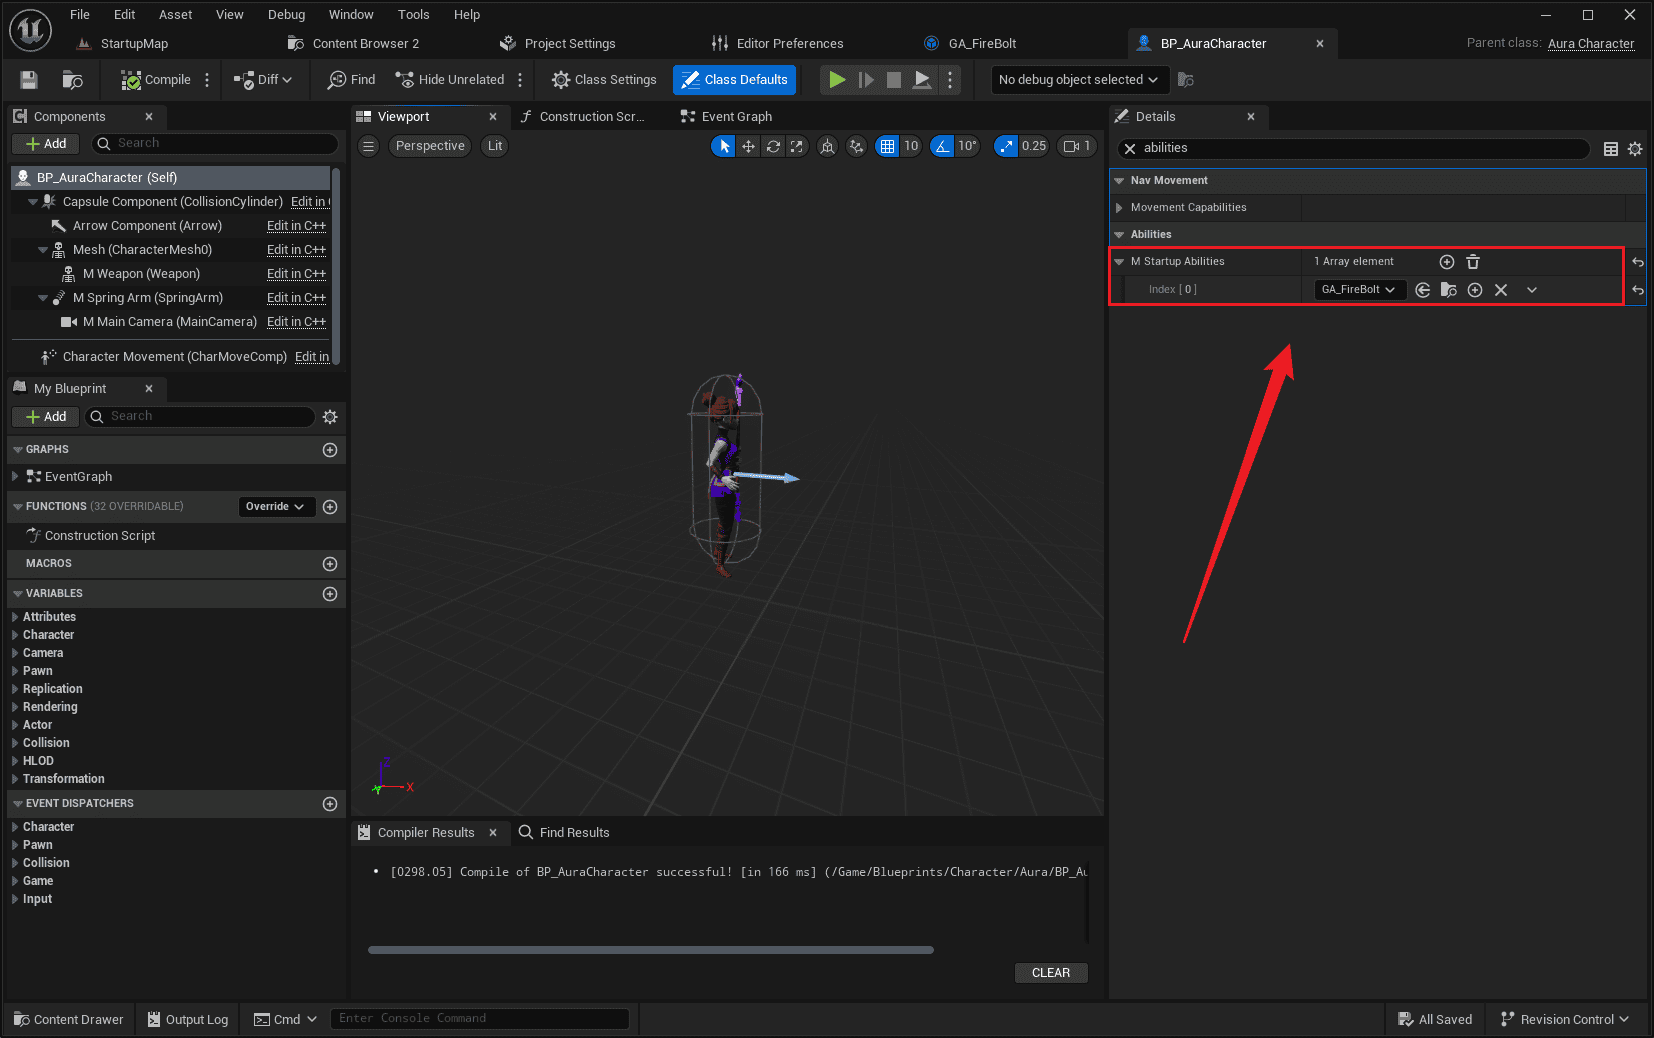 File Edit Asset View Debug Window Tools Help
StartupMap Content Browser 2 Project Settings Editor Preferences GA_FireBolt BP_AuraCharacter Parent class: Aura Character
Compile Diff Find Hide Unrelated Class Settings Class Defaults No debug object selected
Components
Add Search
BP_AuraCharacter (Self)
Capsule Component (CollisionCylinder) Edit in
Arrow Component (Arrow) Edit in C++
Mesh (CharacterMesh0) Edit in C++
M Weapon (Weapon) Edit in C++
M Spring Arm (SpringArm) Edit in C++
M Main Camera (MainCamera) Edit in C++
Character Movement (CharMoveComp) Edit in
My Blueprint
Add Search
GRAPHS
EventGraph
FUNCTIONS (32 OVERRIDABLE) Override
Construction Script
MACROS
VARIABLES
Attributes
Character
Camera
Pawn
Replication
Rendering
Actor
Collision
HLOD
Transformation
EVENT DISPATCHERS
Character
Pawn
Collision
Game
Input
Viewport Construction Scr... Event Graph
Perspective Lit 10 10° 0.25 1
Z
Y
X
Compiler Results Find Results
[0298.05] Compile of BP_AuraCharacter successful! [in 166 ms] (/Game/Blueprints/Character/Aura/BP_Au
CLEAR
Details
abilities
Nav Movement
Movement Capabilities
Abilities
M Startup Abilities 1 Array element
Index [ 0 ] GA_FireBolt
Content Drawer Output Log Cmd Enter Console Command All Saved Revision Control